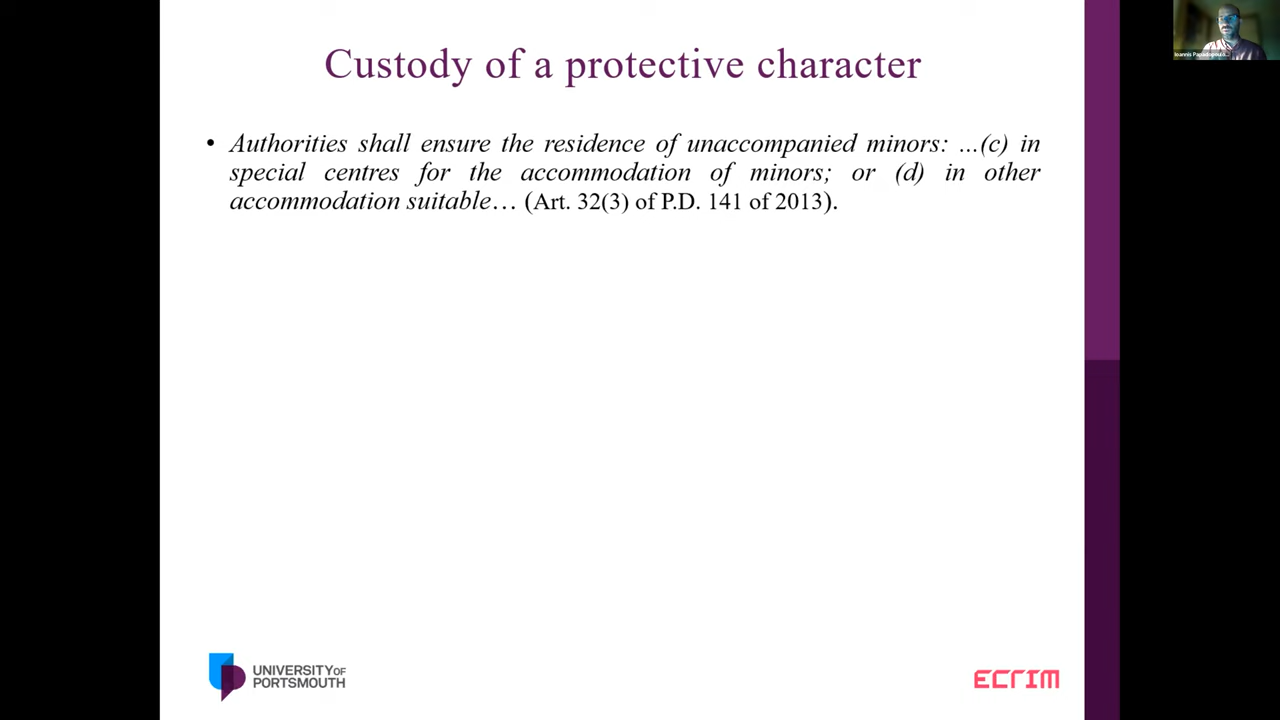 Custody of a protective character
• Authorities shall ensure the residence of unaccompanied minors: ...(c) in
special centres for the accommodation of minors; or (d) in other
accommodation suitable… (Art. 32(3) of P.D. 141 of 2013).
UNIVERSITY OF
PORTSMOUTH
ECRIM
Ioannis